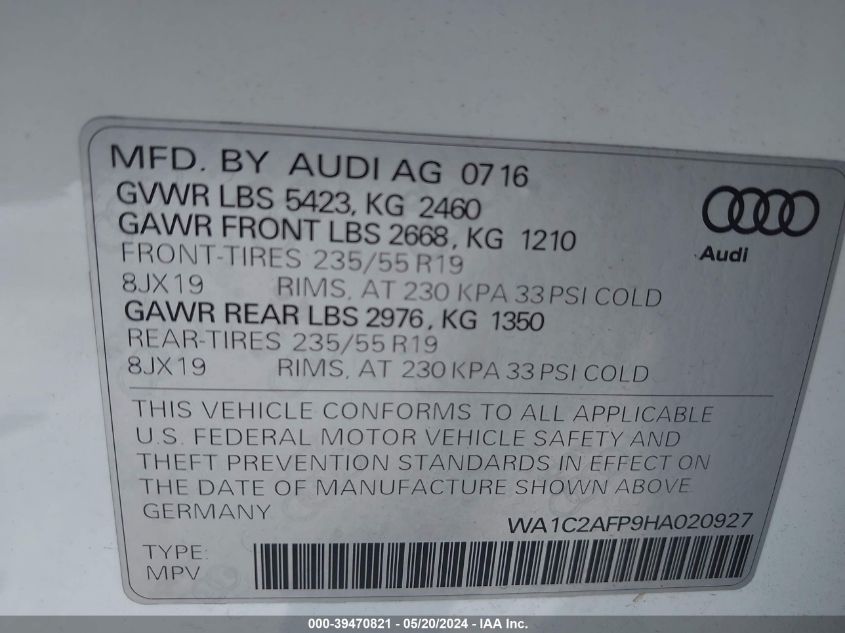 MFD. BY AUDI AG 0716
GVWR LBS 5423, KG 2460
GAWR FRONT LBS 2668, KG 1210
FRONT-TIRES 235/55 R19
8JX19 RIMS, AT 230 KPA 33 PSI COLD
GAWR REAR LBS 2976, KG 1350
REAR-TIRES 235/55 R19
8JX19 RIMS, AT 230 KPA 33 PSI COLD
Audi
THIS VEHICLE CONFORMS TO ALL APPLICABLE
U.S. FEDERAL MOTOR VEHICLE SAFETY AND
THEFT PREVENTION STANDARDS IN EFFECT ON
THE DATE OF MANUFACTURE SHOWN ABOVE
GERMANY
WA1C2AFP9HA020927
TYPE:
MPV
000-39470821 - 05/20/2024 - IAA Inc.